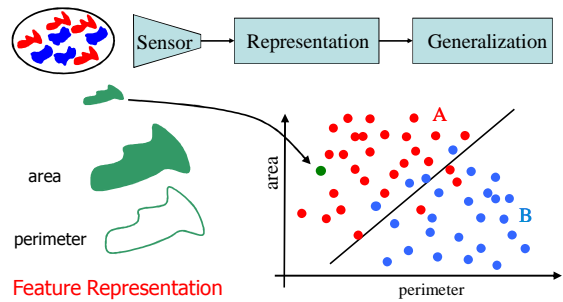 Sensor
Representation
Generalization
A
area
area
B
perimeter
perimeter
Feature Representation